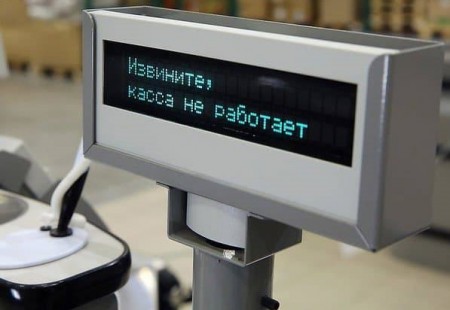 Извините,
касса не работает